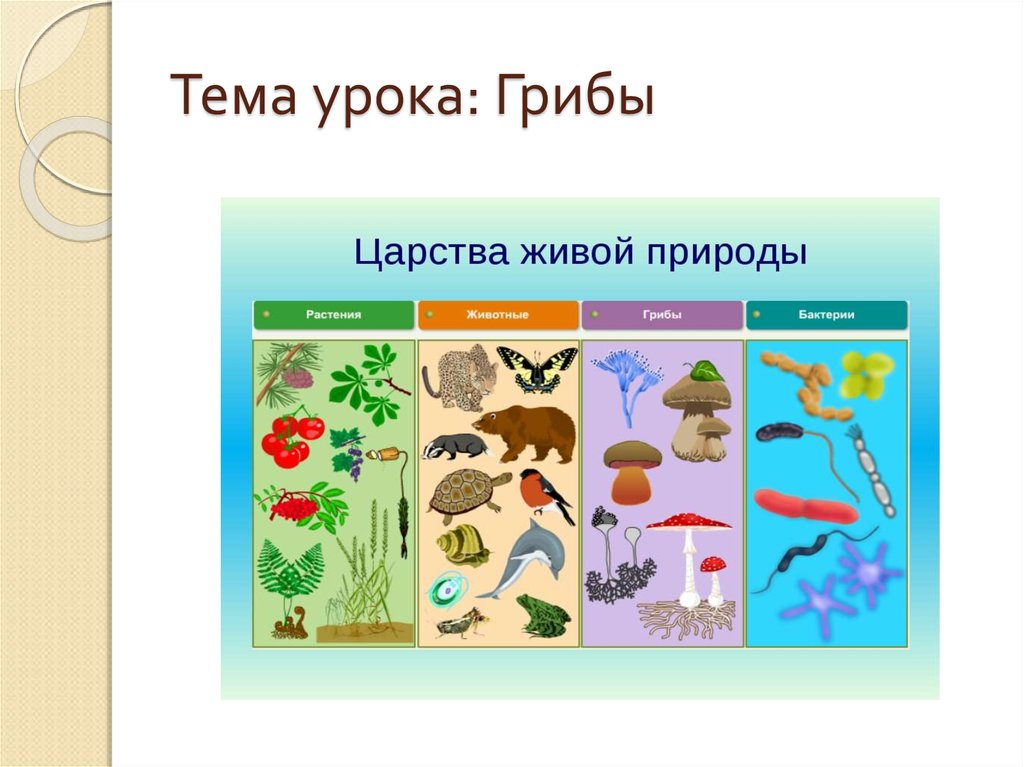 Тема урока: Грибы
Царства живой природы
Растения
Животные
Грибы
Бактерии